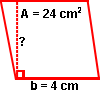 A = 24 cm²
?
b = 4 cm